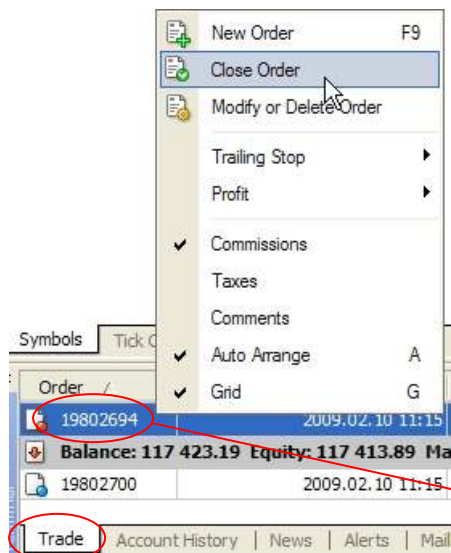 New Order F9
Close Order
Modify or Delete Order
Trailing Stop
Profit
Commissions
Taxes
Comments
Auto Arrange A
Grid G
Symbols Tick
Order
19802694 2009.02.10 11:15
Balance: 117 423.19 Equity: 117 413.89
19802700 2009.02.10 11:15
Trade Account History News Alerts Mail